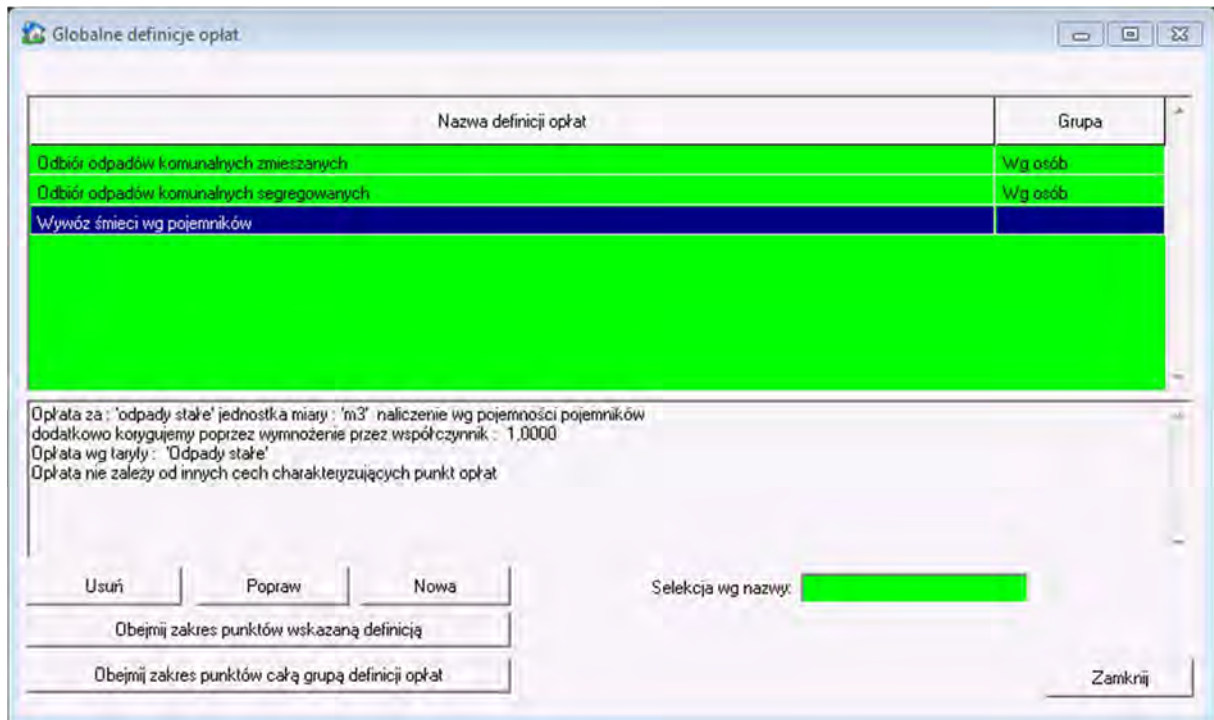 Globalne definicje opłat
Nazwa definicji opłat Grupa
Odbiór odpadów komunalnych zmieszanych Wg osób
Odbiór odpadów komunalnych segregowanych Wg osób
Wywóz śmieci wg pojemników
Opłata za : 'odpady stałe' jednostka miary : 'm3' naliczenie wg pojemności pojemników
dodatkowo korygujemy poprzez wymnożenie przez współczynnik : 1,0000
Opłata wg taryfy : 'Odpady stałe'
Opłata nie zależy od innych cech charakteryzujących punkt opłat
Usuń Popraw Nowa Selekcja wg nazwy:
Obejmij zakres punktów wskazaną definicją
Obejmij zakres punktów całą grupą definicji opłat Zamknij